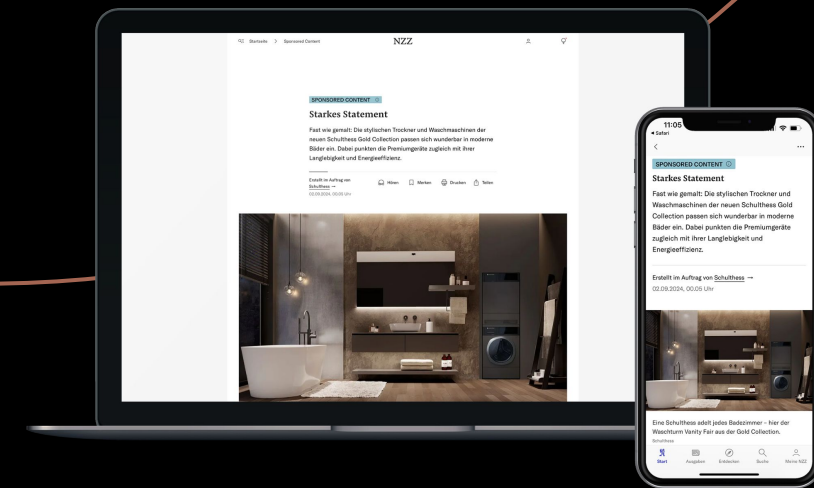 Startseite > Sponsored Content
NZZ
SPONSORED CONTENT
Starkes Statement
Fast wie gemalt: Die stylischen Trockner und Waschmaschinen der
neuen Schulthess Gold Collection passen sich wunderbar in moderne
Bäder ein. Dabei punkten die Premiumgeräte zugleich mit ihrer
Langlebigkeit und Energieeffizienz.
Erstellt im Auftrag von
Schulthess →
02.09.2024, 00.05 Uhr
Hören Merken Drucken Teilen
11:05
Safari
SPONSORED CONTENT
Starkes Statement
Fast wie gemalt: Die stylischen Trockner und
Waschmaschinen der neuen Schulthess Gold
Collection passen sich wunderbar in moderne
Bäder ein. Dabei punkten die Premiumgeräte
zugleich mit ihrer Langlebigkeit und
Energieeffizienz.
Erstellt im Auftrag von Schulthess →
02.09.2024, 00.05 Uhr
Eine Schulthess adelt jedes Badezimmer – hier der
Waschturm Vanity Fair aus der Gold Collection.
Schulthess
Start Ausgaben Entdecken Suche Meine NZZ